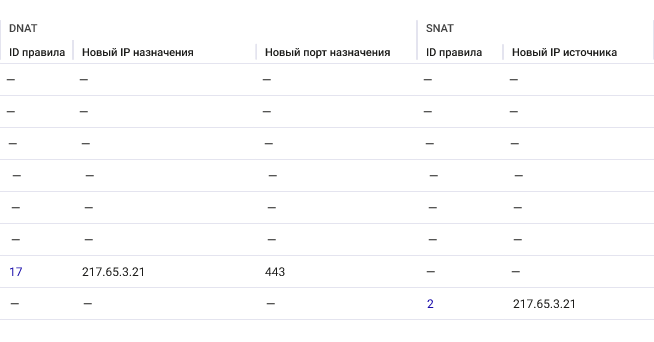 DNAT SNAT
ID правила Новый IP назначения Новый порт назначения ID правила Новый IP источника
— — — — —
— — — — —
— — — — —
— — — — —
— — — — —
— — — — —
17 217.65.3.21 443 — —
— — — 2 217.65.3.21